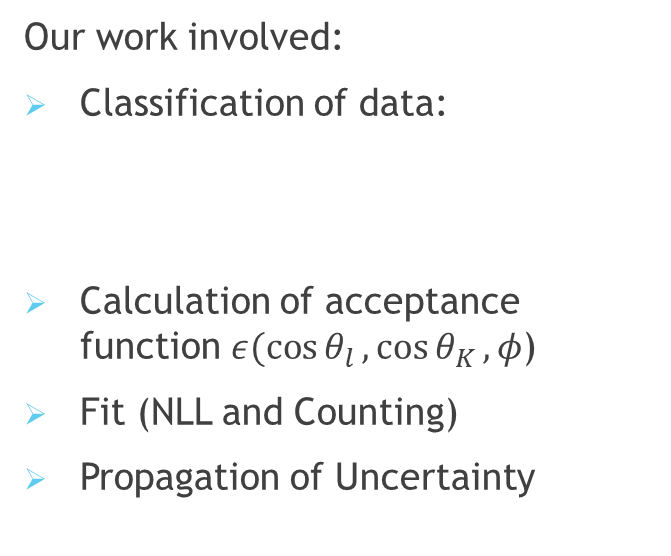 Our work involved:
➢ Classification of data:
➢ Calculation of acceptance
function ϵ(cos θ_l, cos θ_K, ϕ)
➢ Fit (NLL and Counting)
➢ Propagation of Uncertainty